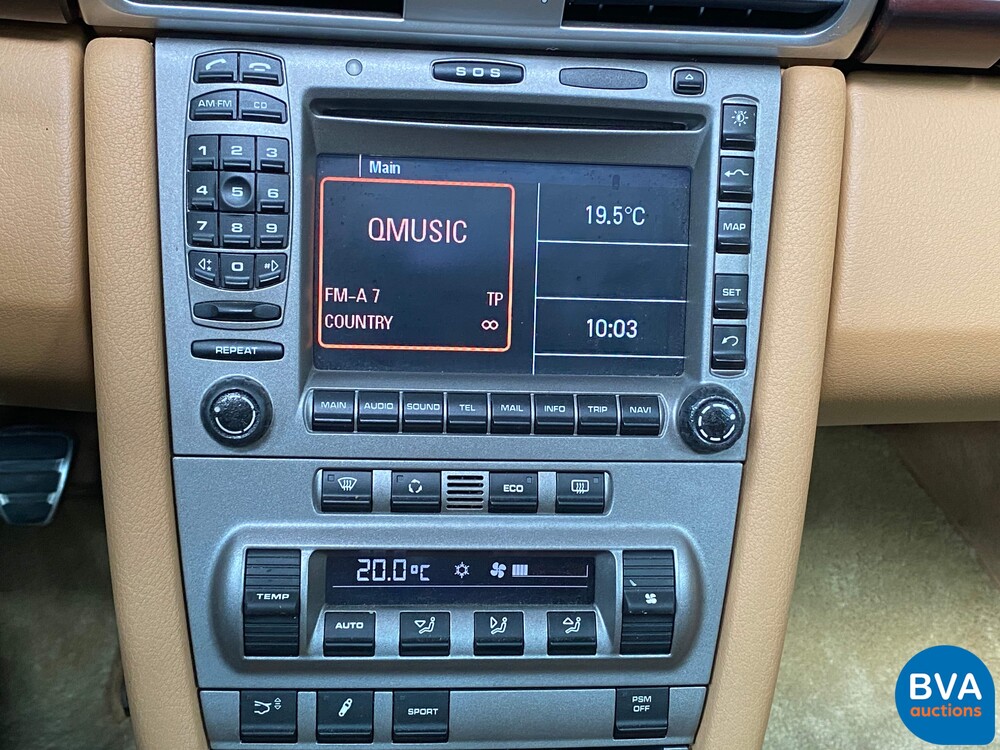 SOS
AM·FM CD
1 2 3
4 5 6
7 8 9
* 0 #
REPEAT
Main
QMUSIC
FM-A 7 TP
COUNTRY ∞
19.5°C
10:03
MAP
SET
MAIN AUDIO SOUND TEL MAIL INFO TRIP NAVI
ECO
20.0°C
TEMP
AUTO
SPORT
PSM
OFF
BVA
auctions